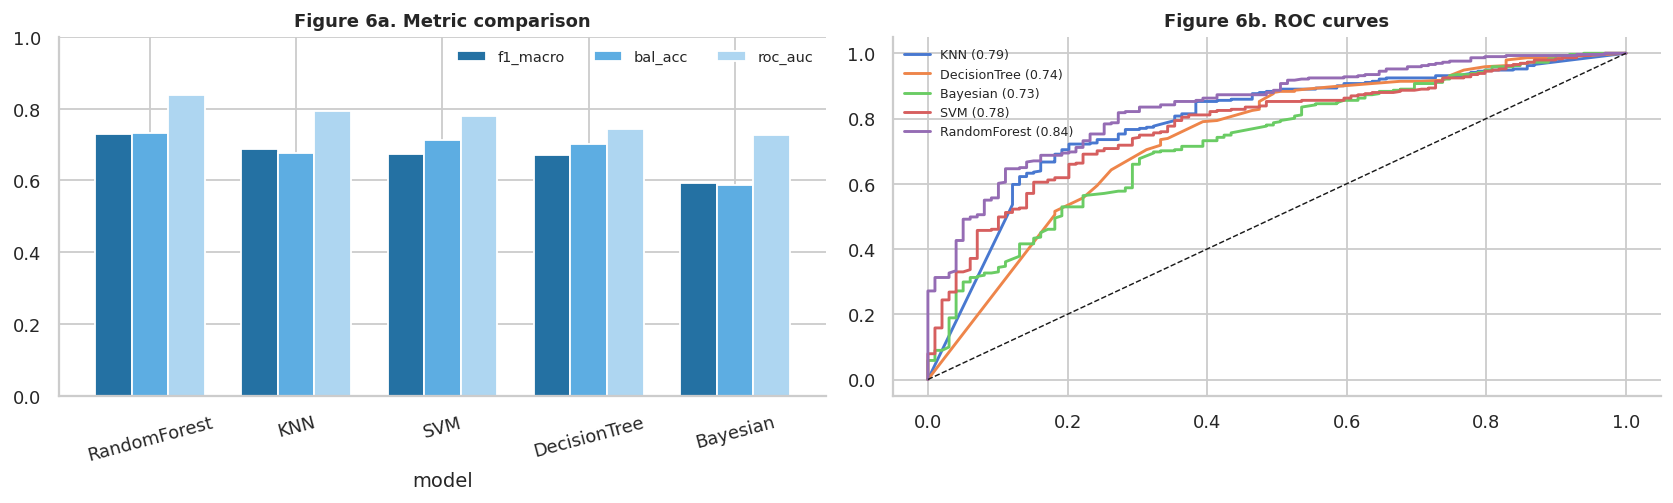 Figure 6a. Metric comparison
f1_macro bal_acc roc_auc
1.0
0.8
0.6
0.4
0.2
0.0
RandomForest KNN SVM DecisionTree Bayesian
model
Figure 6b. ROC curves
KNN (0.79)
DecisionTree (0.74)
Bayesian (0.73)
SVM (0.78)
RandomForest (0.84)
1.0
0.8
0.6
0.4
0.2
0.0
0.0 0.2 0.4 0.6 0.8 1.0